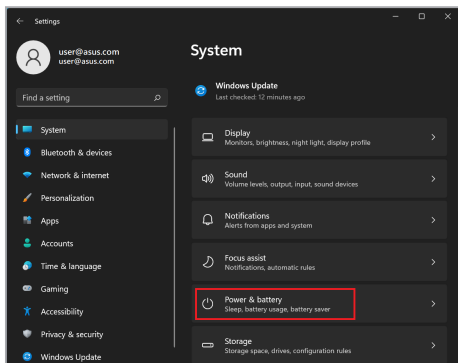 Settings
user@asus.com
user@asus.com
Find a setting
System
Bluetooth & devices
Network & internet
Personalization
Apps
Accounts
Time & language
Gaming
Accessibility
Privacy & security
Windows Update
System
Windows Update
Last checked: 12 minutes ago
Display
Monitors, brightness, night light, display profile
Sound
Volume levels, output, input, sound devices
Notifications
Alerts from apps and system
Focus assist
Notifications, automatic rules
Power & battery
Sleep, battery usage, battery saver
Storage
Storage space, drives, configuration rules